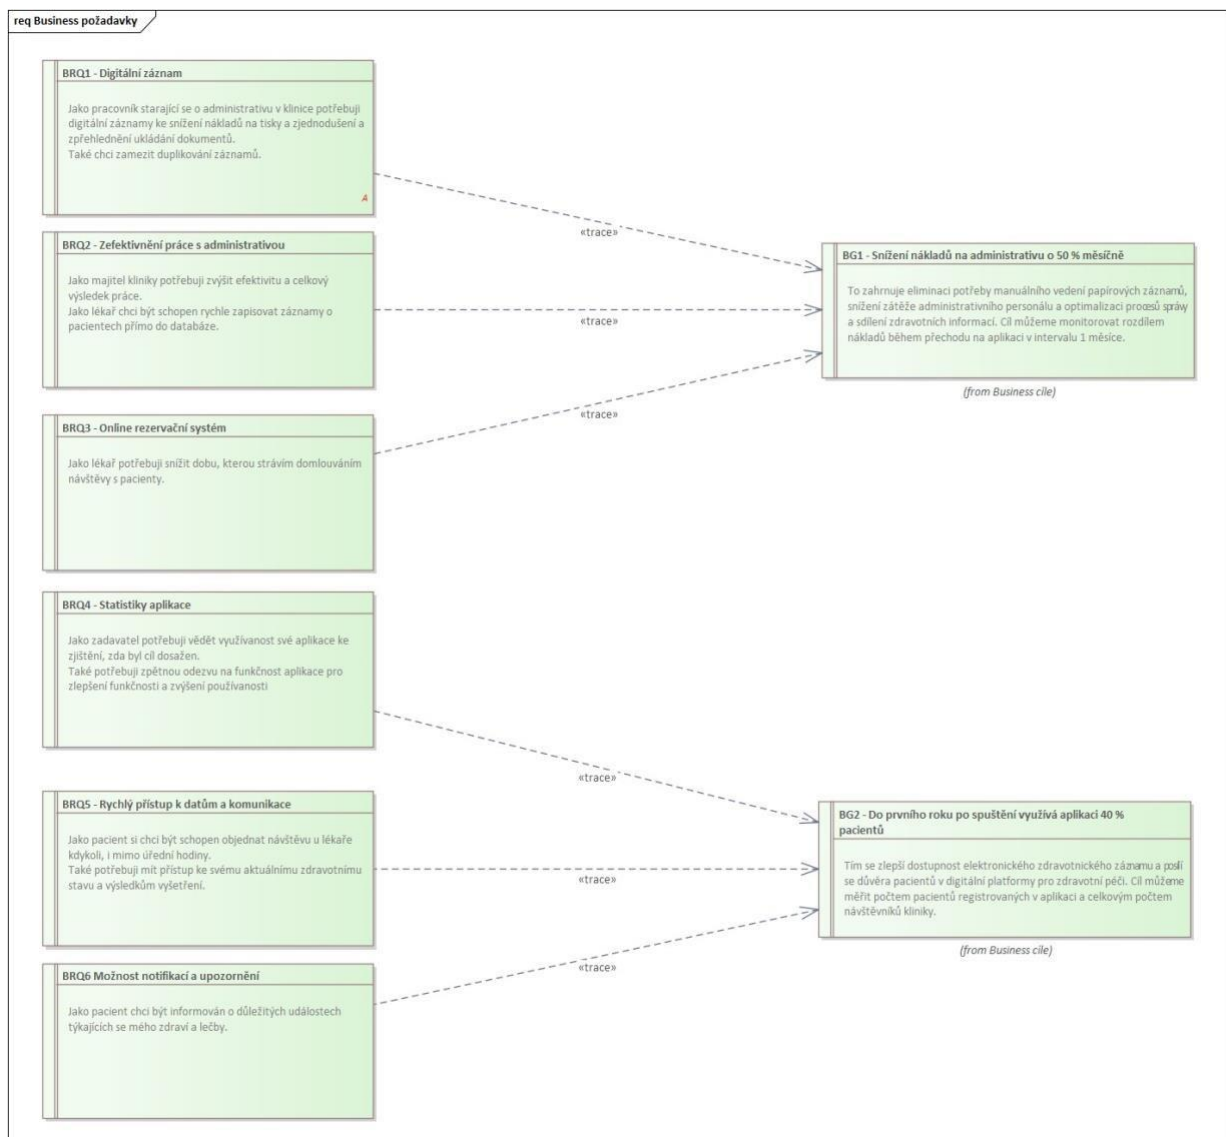 req Business požadavky
BRQ1 - Digitální záznam
Jako pracovník starající se o administrativu v klinice potřebuji
digitální záznamy ke snížení nákladů na tisky a zjednodušení a
zpřehlednění ukládání dokumentů.
Také chci zamezit duplikování záznamů.
A
«trace»
BRQ2 - Zefektivnění práce s administrativou
Jako majitel kliniky potřebuji zvýšit efektivitu a celkový
výsledek práce.
Jako lékař chci být schopen rychle zapisovat záznamy o
pacientech přímo do databáze.
«trace»
BRQ3 - Online rezervační systém
Jako lékař potřebuji snížit dobu, kterou strávím domlouváním
návštěvy s pacienty.
«trace»
BG1 - Snížení nákladů na administrativu o 50 % měsíčně
To zahrnuje eliminaci potřeby manuálního vedení papírových záznamů,
snížení zátěže administrativního personálu a optimalizaci procesů správy
a sdílení zdravotních informací. Cíl můžeme monitorovat rozdílem
nákladů během přechodu na aplikaci v intervalu 1 měsíce.
(from Business cíle)
BRQ4 - Statistiky aplikace
Jako zadavatel potřebuji vědět využívanost své aplikace ke
zjištění, zda byl cíl dosažen.
Také potřebuji zpětnou odezvu na funkčnost aplikace pro
zlepšení funkčnosti a zvýšení používanosti
«trace»
BRQ5 - Rychlý přístup k datům a komunikace
Jako pacient si chci být schopen objednat návštěvu u lékaře
kdykoli, i mimo úřední hodiny.
Také potřebuji mít přístup ke svému aktuálnímu zdravotnímu
stavu a výsledkům vyšetření.
«trace»
BRQ6 Možnost notifikací a upozornění
Jako pacient chci být informován o důležitých událostech
týkajících se mého zdraví a lečby.
«trace»
BG2 - Do prvního roku po spuštění využívá aplikaci 40 %
pacientů
Tím se zlepší dostupnost elektronického zdravotnického záznamu a posílí
se důvěra pacientů v digitální platformy pro zdravotní péči. Cíl můžeme
měřit počtem pacientů registrovaných v aplikaci a celkovým počtem
návštěvníků kliniky.
(from Business cíle)